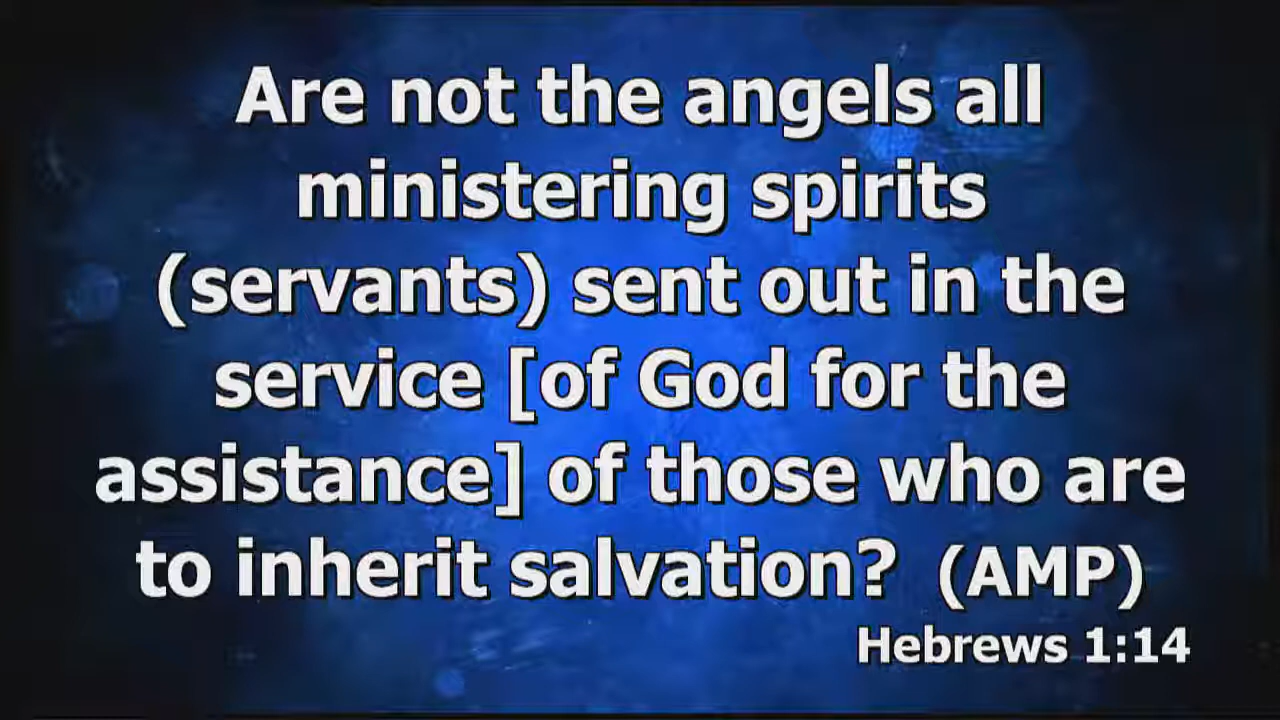 Are not the angels all
ministering spirits
(servants) sent out in the
service [of God for the
assistance] of those who are
to inherit salvation? (AMP)
Hebrews 1:14